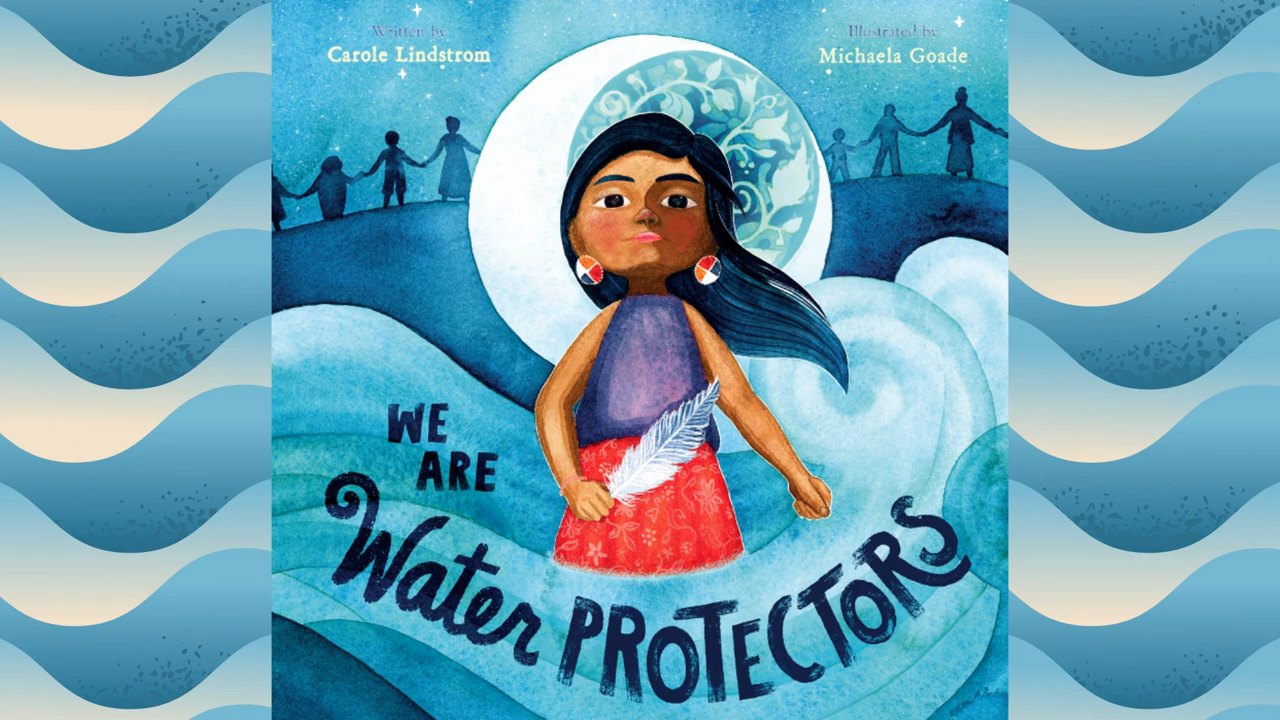 Written by
Carole Lindstrom
Illustrated by
Michaela Goade
WE
ARE
Water PROTECTORS